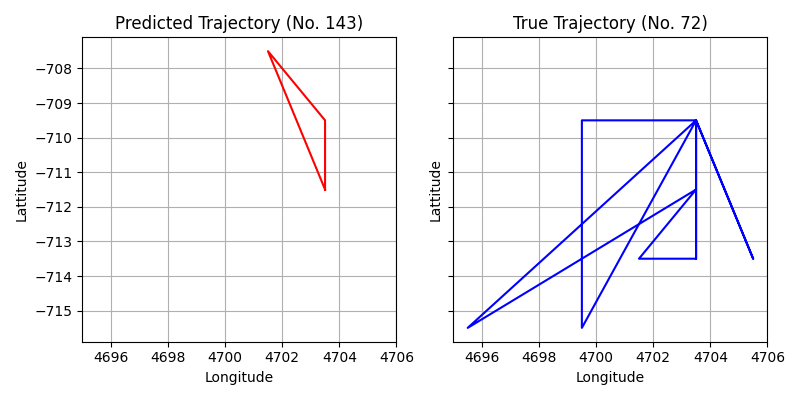 Predicted Trajectory (No. 143)
True Trajectory (No. 72)
−708
−709
−710
−711
−712
−713
−714
−715
Lattitude
Lattitude
4696 4698 4700 4702 4704 4706
4696 4698 4700 4702 4704 4706
Longitude
Longitude